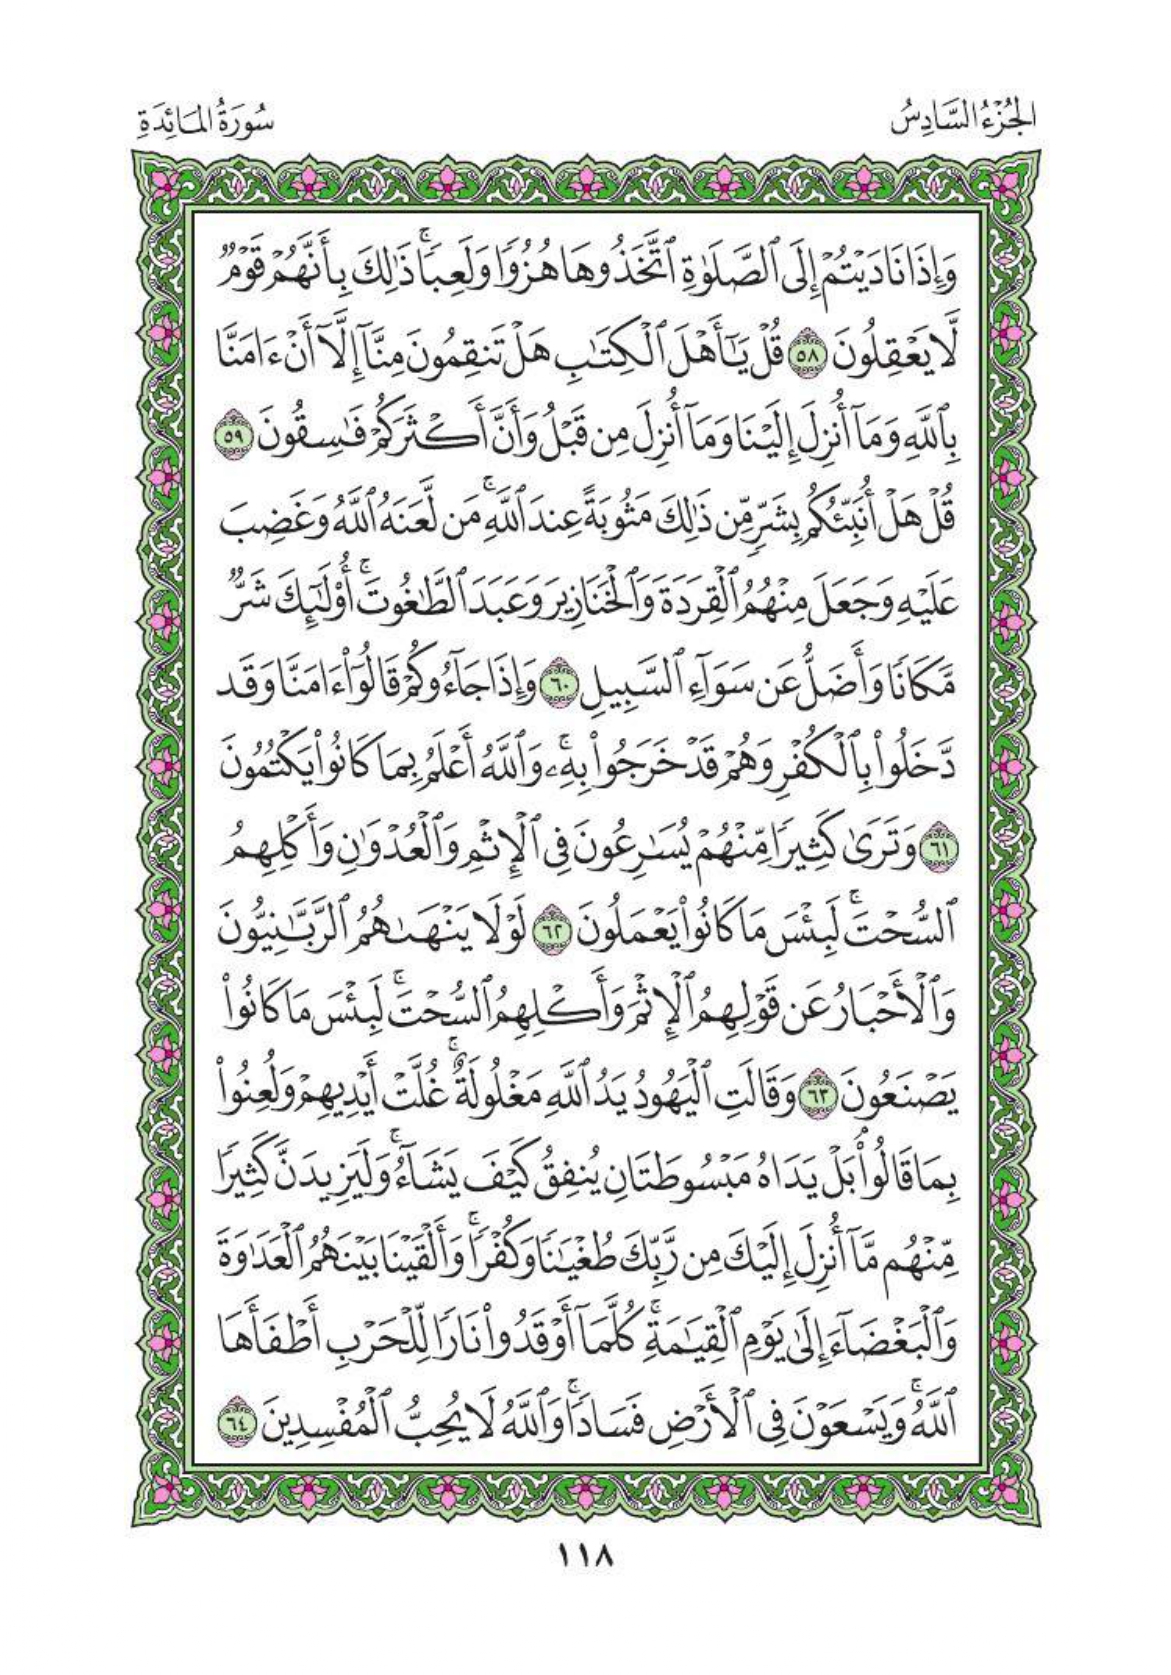 الجُزْءُ السَّادِسُ
سُورَةُ المَائِدَةِ
وَإِذَا نَادَيْتُمْ إِلَى ٱلصَّلَوٰةِ ٱتَّخَذُوهَا هُزُوٗا وَلَعِبٗاۚ ذَٰلِكَ بِأَنَّهُمْ قَوْمٞ
لَّا يَعْقِلُونَ ٥٨ قُلْ يَٰٓأَهْلَ ٱلْكِتَٰبِ هَلْ تَنقِمُونَ مِنَّآ إِلَّآ أَنْ ءَامَنَّا
بِٱللَّهِ وَمَآ أُنزِلَ إِلَيْنَا وَمَآ أُنزِلَ مِن قَبْلُ وَأَنَّ أَكْثَرَكُمْ فَٰسِقُونَ ٥٩
قُلْ هَلْ أُنَبِّئُكُم بِشَرّٖ مِّن ذَٰلِكَ مَثُوبَةً عِندَ ٱللَّهِۚ مَن لَّعَنَهُ ٱللَّهُ وَغَضِبَ
عَلَيْهِ وَجَعَلَ مِنْهُمُ ٱلْقِرَدَةَ وَٱلْخَنَازِيرَ وَعَبَدَ ٱلطَّٰغُوتَۚ أُوْلَٰٓئِكَ شَرّٞ
مَّكَانٗا وَأَضَلُّ عَن سَوَآءِ ٱلسَّبِيلِ ٦٠ وَإِذَا جَآءُوكُمْ قَالُوٓاْ ءَامَنَّا وَقَد
دَّخَلُواْ بِٱلْكُفْرِ وَهُمْ قَدْ خَرَجُواْ بِهِۦۚ وَٱللَّهُ أَعْلَمُ بِمَا كَانُواْ يَكْتُمُونَ
٦١ وَتَرَىٰ كَثِيرٗا مِّنْهُمْ يُسَٰرِعُونَ فِي ٱلْإِثْمِ وَٱلْعُدْوَٰنِ وَأَكْلِهِمُ
ٱلسُّحْتَۚ لَبِئْسَ مَا كَانُواْ يَعْمَلُونَ ٦٢ لَوْلَا يَنْهَىٰهُمُ ٱلرَّبَّٰنِيُّونَ
وَٱلْأَحْبَارُ عَن قَوْلِهِمُ ٱلْإِثْمَ وَأَكْلِهِمُ ٱلسُّحْتَۚ لَبِئْسَ مَا كَانُواْ
يَصْنَعُونَ ٦٣ وَقَالَتِ ٱلْيَهُودُ يَدُ ٱللَّهِ مَغْلُولَةٌۚ غُلَّتْ أَيْدِيهِمْ وَلُعِنُواْ
بِمَا قَالُواْۘ بَلْ يَدَاهُ مَبْسُوطَتَانِ يُنفِقُ كَيْفَ يَشَآءُۚ وَلَيَزِيدَنَّ كَثِيرٗا
مِّنْهُم مَّآ أُنزِلَ إِلَيْكَ مِن رَّبِّكَ طُغْيَٰنٗا وَكُفْرٗاۚ وَأَلْقَيْنَا بَيْنَهُمُ ٱلْعَدَٰوَةَ
وَٱلْبَغْضَآءَ إِلَىٰ يَوْمِ ٱلْقِيَٰمَةِۚ كُلَّمَآ أَوْقَدُواْ نَارٗا لِّلْحَرْبِ أَطْفَأَهَا
ٱللَّهُۚ وَيَسْعَوْنَ فِي ٱلْأَرْضِ فَسَادٗاۚ وَٱللَّهُ لَا يُحِبُّ ٱلْمُفْسِدِينَ ٦٤
١١٨